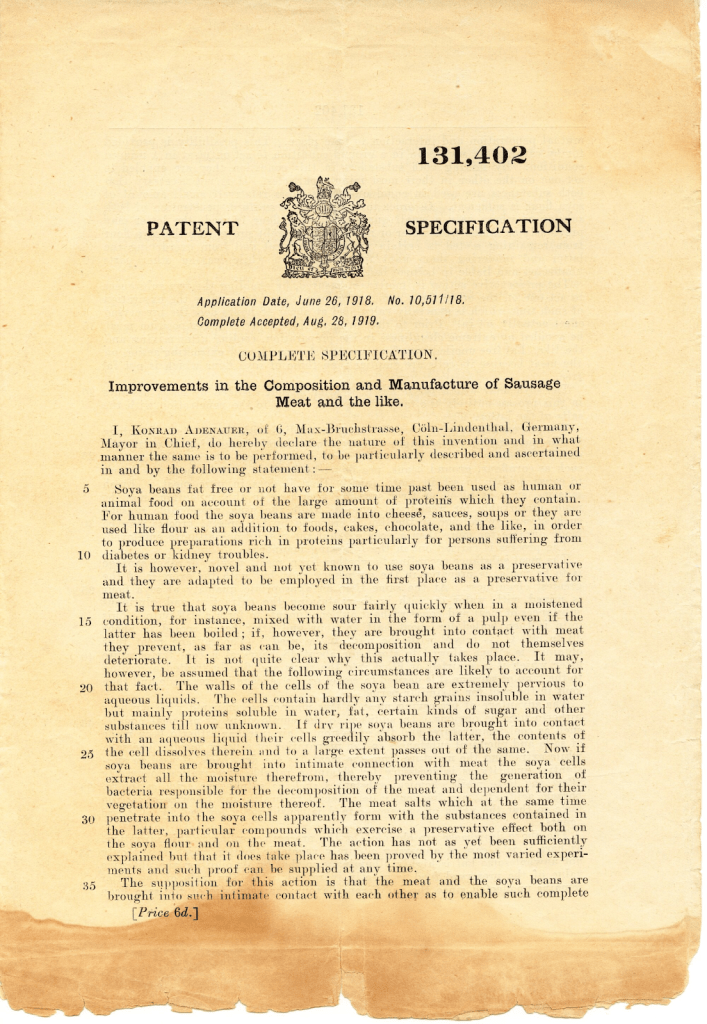 131,402
PATENT SPECIFICATION
Application Date, June 26, 1918. No. 10,511/18.
Complete Accepted, Aug. 28, 1919.
COMPLETE SPECIFICATION.
Improvements in the Composition and Manufacture of Sausage
Meat and the like.
I, KONRAD ADENAUER, of 6, Max-Bruchstrasse, Cöln-Lindenthal, Germany,
Mayor in Chief, do hereby declare the nature of this invention and in what
manner the same is to be performed, to be particularly described and ascertained
in and by the following statement:—
5 Soya beans fat free or not have for some time past been used as human or
animal food on account of the large amount of proteins which they contain.
For human food the soya beans are made into cheese, sauces, soups or they are
used like flour as an addition to foods, cakes, chocolate, and the like, in order
to produce preparations rich in proteins particularly for persons suffering from
10 diabetes or kidney troubles.
It is however, novel and not yet known to use soya beans as a preservative
and they are adapted to be employed in the first place as a preservative for
meat.
It is true that soya beans become sour fairly quickly when in a moistened
15 condition, for instance, mixed with water in the form of a pulp even if the
latter has been boiled; if, however, they are brought into contact with meat
they prevent, as far as can be, its decomposition and do not themselves
deteriorate. It is not quite clear why this actually takes place. It may,
however, be assumed that the following circumstances are likely to account for
20 that fact. The walls of the cells of the soya bean are extremely pervious to
aqueous liquids. The cells contain hardly any starch grains insoluble in water
but mainly proteins soluble in water, fat, certain kinds of sugar and other
substances till now unknown. If dry ripe soya beans are brought into contact
with an aqueous liquid their cells greedily absorb the latter, the contents of
25 the cell dissolves therein and to a large extent passes out of the same. Now if
soya beans are brought into intimate connection with meat the soya cells
extract all the moisture therefrom, thereby preventing the generation of
bacteria responsible for the decomposition of the meat and dependent for their
vegetation on the moisture thereof. The meat salts which at the same time
30 penetrate into the soya cells apparently form with the substances contained in
the latter, particular compounds which exercise a preservative effect both on
the soya flour and on the meat. The action has not as yet been sufficiently
explained but that it does take place has been proved by the most varied experi-
ments and such proof can be supplied at any time.
35 The supposition for this action is that the meat and the soya beans are
brought into such intimate contact with each other as to enable such complete
[Price 6d.]